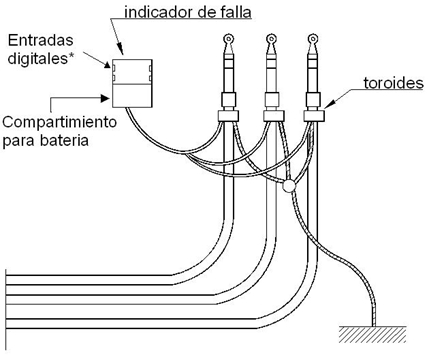 indicador de falla
Entradas
digitales*
toroides
Compartimiento
para bateria